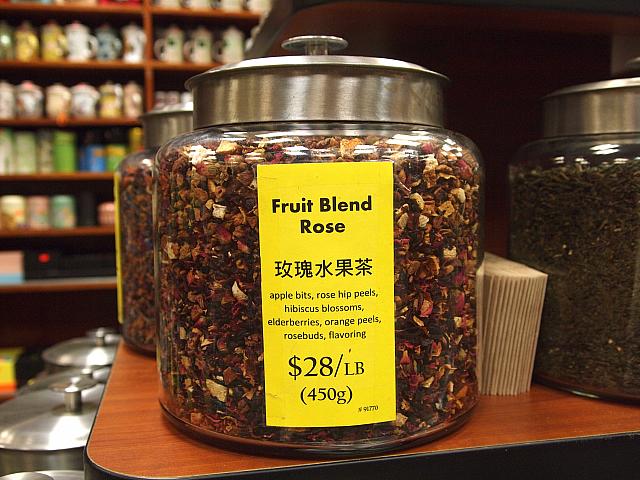 Fruit Blend
Rose
玫瑰水果茶
apple bits, rose hip peels,
hibiscus blossoms,
elderberries, orange peels,
rosebuds, flavoring
$28/LB
(450g)
# 91770